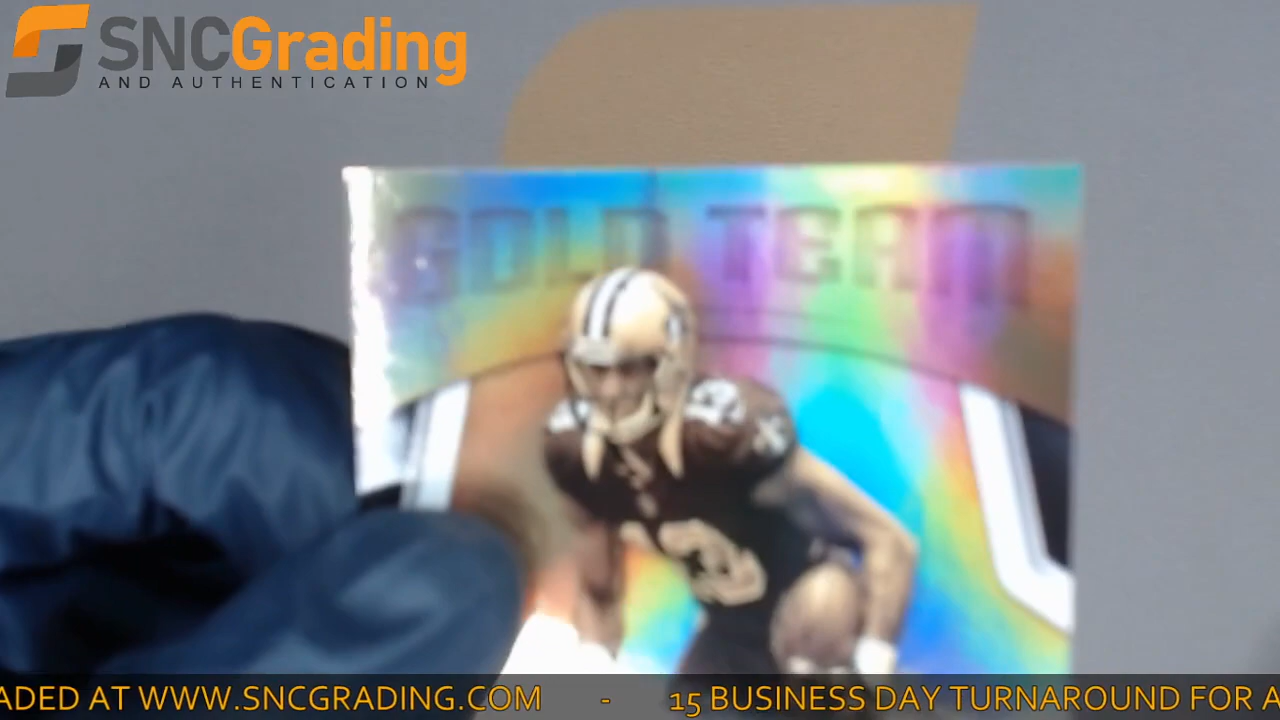 SNCGrading
AND AUTHENTICATION
GOLD TEAM
ADED AT WWW.SNCGRADING.COM - 15 BUSINESS DAY TURNAROUND FOR A